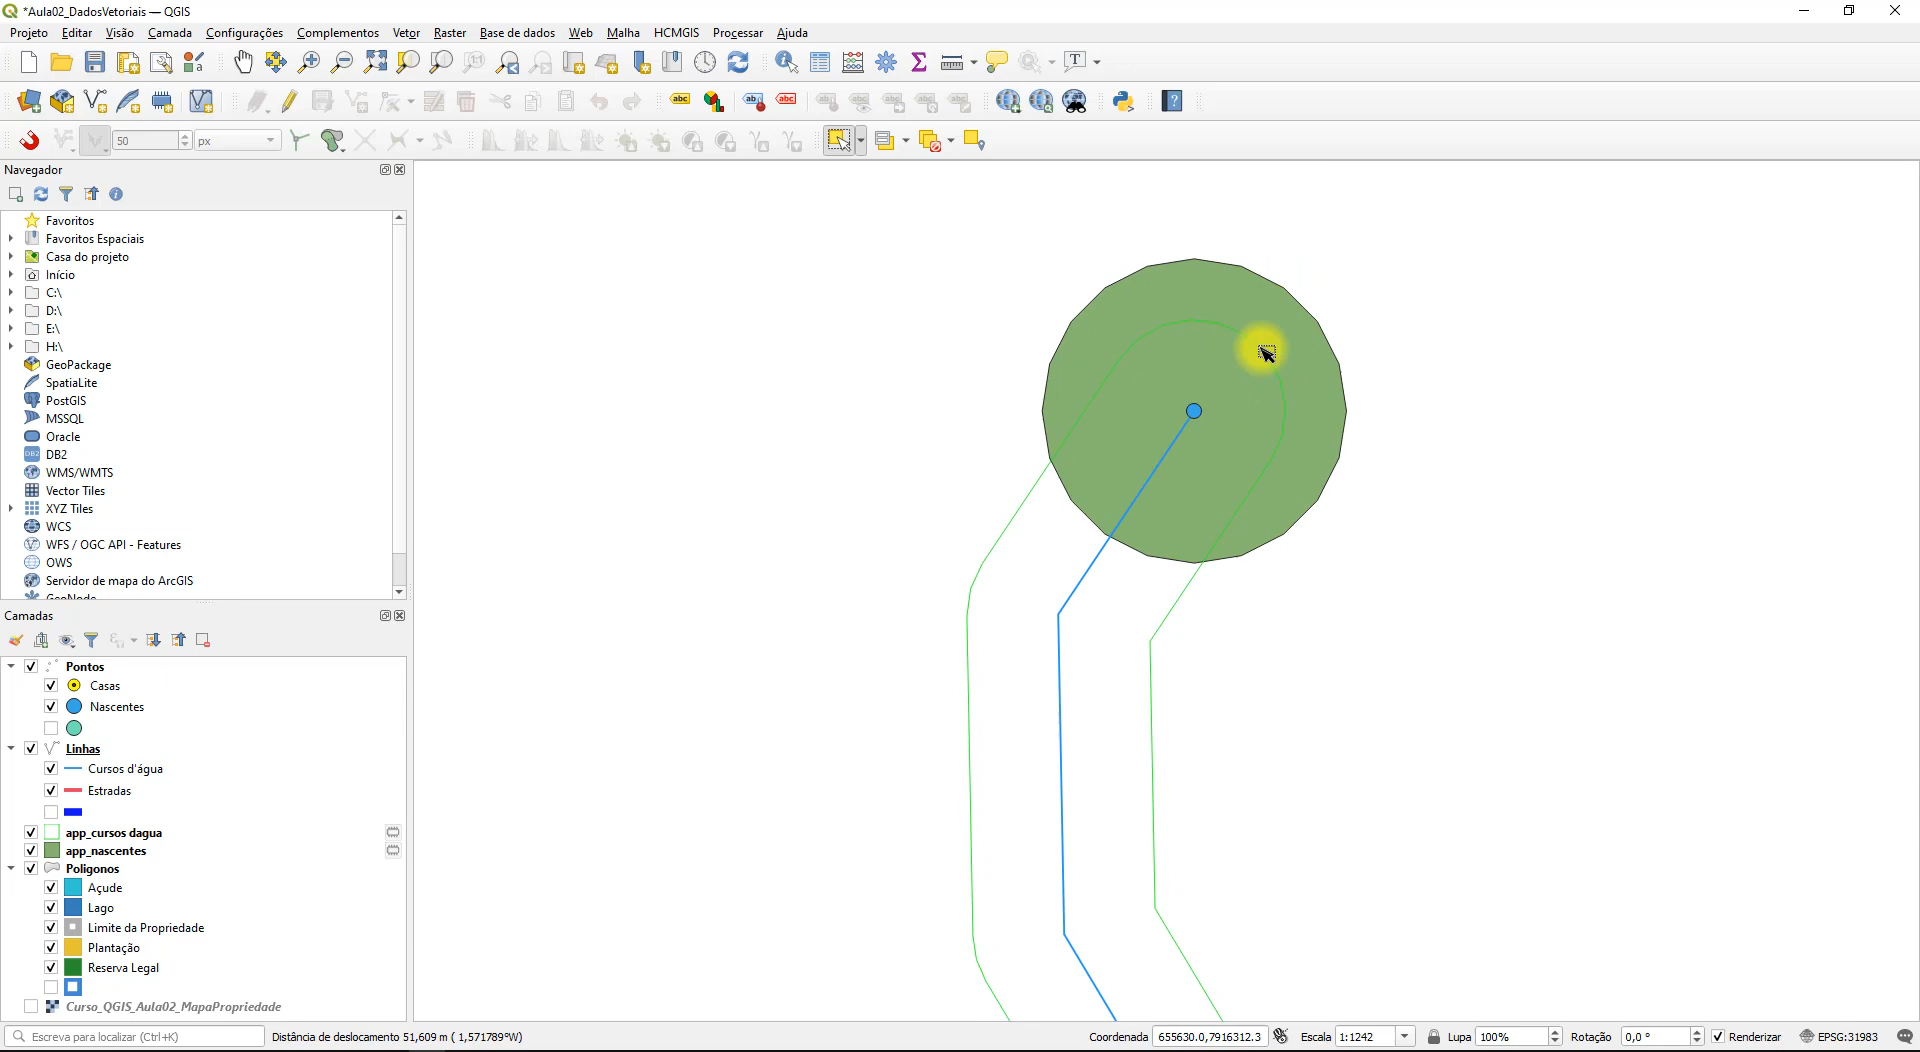 *Aula02_DadosVetoriais — QGIS
Projeto Editar Visão Camada Configurações Complementos Vetor Raster Base de dados Web Malha HCMGIS Processar Ajuda
50 px
Navegador
Favoritos
Favoritos Espaciais
Casa do projeto
Início
C:\
D:\
E:\
H:\
GeoPackage
SpatiaLite
PostGIS
MSSQL
Oracle
DB2
WMS/WMTS
Vector Tiles
XYZ Tiles
WCS
WFS / OGC API - Features
OWS
Servidor de mapa do ArcGIS
GeoNode
Camadas
Pontos
Casas
Nascentes
Linhas
Cursos d'água
Estradas
app_cursos dagua
app_nascentes
Poligonos
Açude
Lago
Limite da Propriedade
Plantação
Reserva Legal
Curso_QGIS_Aula02_MapaPropriedade
Escreva para localizar (Ctrl+K) Distância de deslocamento 51,609 m ( 1,571789°W) Coordenada 655630.0,7916312.3 Escala 1:1242 Lupa 100% Rotação 0,0 ° Renderizar EPSG:31983